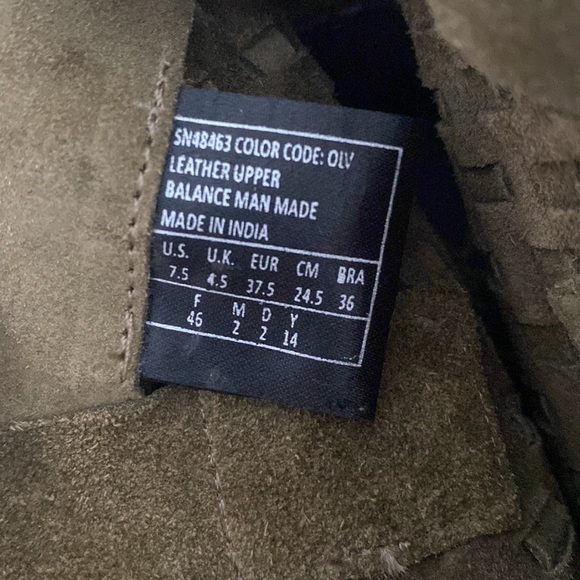 SN48463 COLOR CODE: OLV
LEATHER UPPER
BALANCE MAN MADE
MADE IN INDIA
U.S. U.K. EUR CM BRA
7.5 4.5 37.5 24.5 36
F M D Y
46 2 2 14